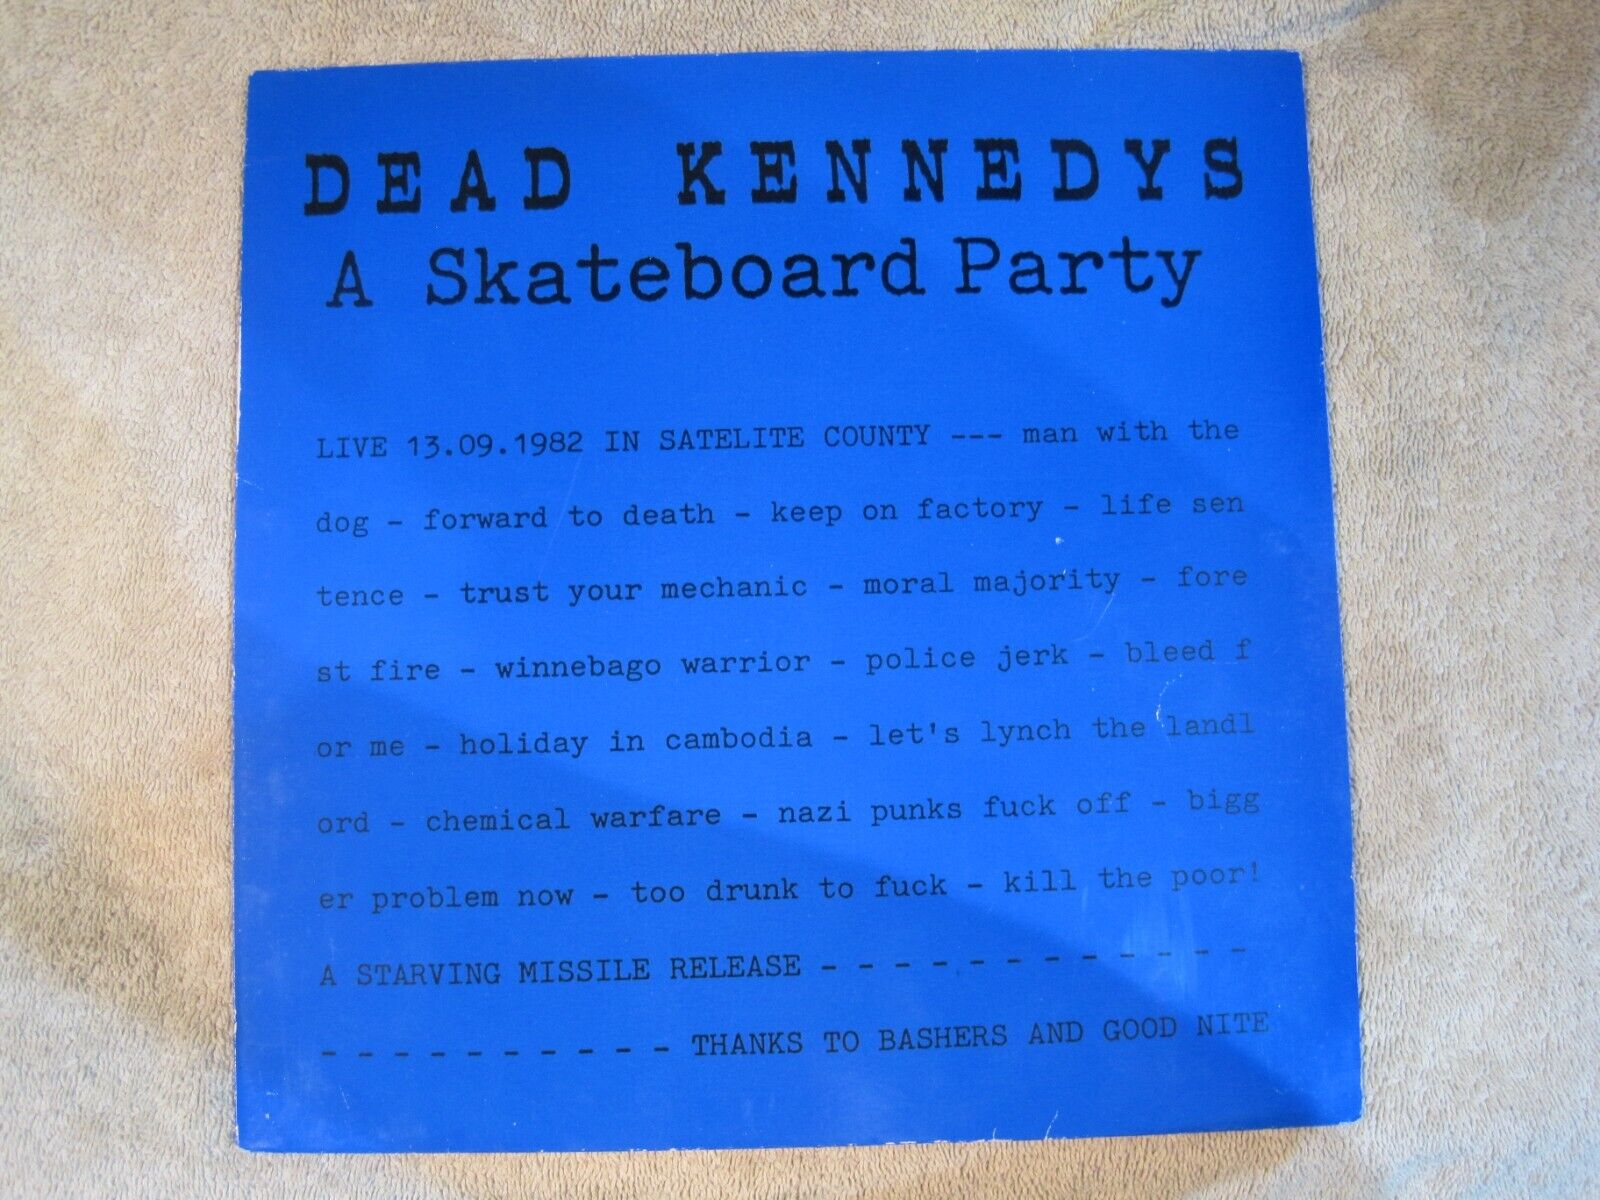 DEAD KENNEDYS
A Skateboard Party
LIVE 13.09.1982 IN SATELITE COUNTY --- man with the
dog - forward to death - keep on factory - life sen
tence - trust your mechanic - moral majority - fore
st fire - winnebago warrior - police jerk - bleed f
or me - holiday in cambodia - let's lynch the landl
ord - chemical warfare - nazi punks fuck off - bigg
er problem now - too drunk to fuck - kill the poor!
A STARVING MISSILE RELEASE - - - - - - - - - - - -
- - - - - - - - - - THANKS TO BASHERS AND GOOD NITE